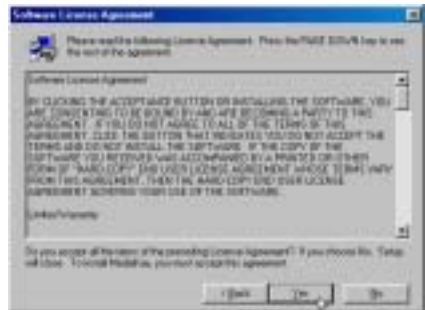 Software License Agreement
Please read the following License Agreement. Press the PAGE DOWN key to see
the rest of the agreement.
Software License Agreement
BY CLICKING THE ACCEPTANCE BUTTON OR INSTALLING THE SOFTWARE, YOU
ARE CONSENTING TO BE BOUND BY AND ARE BECOMING A PARTY TO THIS
AGREEMENT. IF YOU DO NOT AGREE TO ALL OF THE TERMS OF THIS
AGREEMENT, CLICK THE BUTTON THAT INDICATES YOU DO NOT ACCEPT THE
TERMS AND DO NOT INSTALL THE SOFTWARE. IF THE COPY OF THE
SOFTWARE YOU RECEIVED WAS ACCOMPANIED BY A PRINTED OR OTHER
FORM OF "HARD COPY" END USER LICENSE AGREEMENT WHOSE TERMS VARY
FROM THIS AGREEMENT, THEN THE HARD COPY END USER LICENSE
AGREEMENT GOVERNS YOUR USE OF THE SOFTWARE.
Limited Warranty
Do you accept all the terms of the preceding License Agreement? If you choose No, Setup
will close. To install you must accept this agreement.
< Back
Yes
No